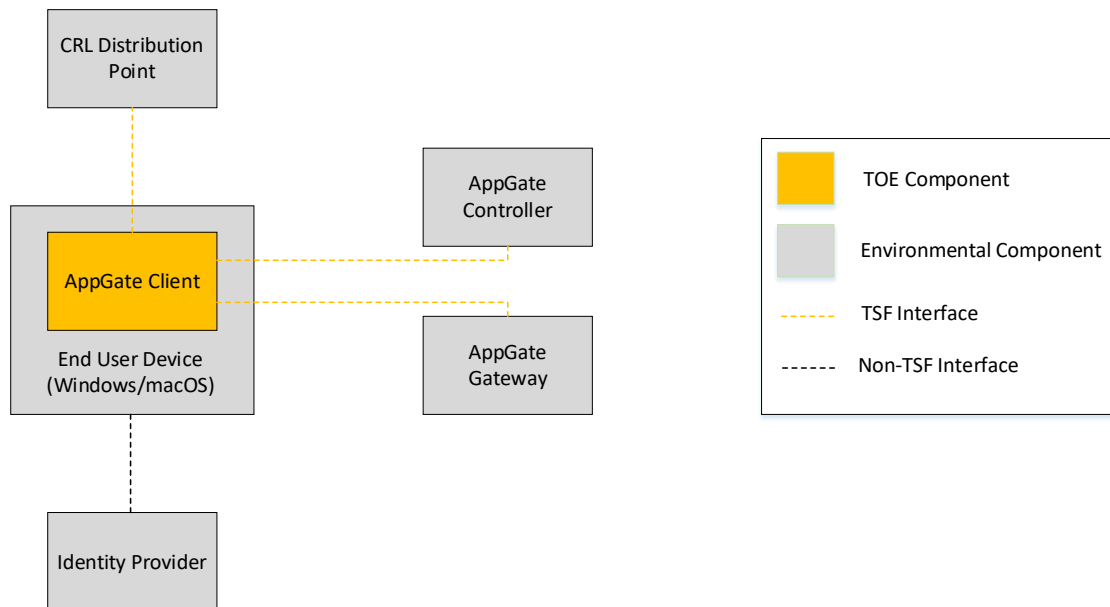 CRL Distribution
Point
AppGate
Controller
AppGate Client
End User Device
(Windows/macOS)
AppGate
Gateway
Identity Provider
TOE Component
Environmental Component
TSF Interface
Non-TSF Interface